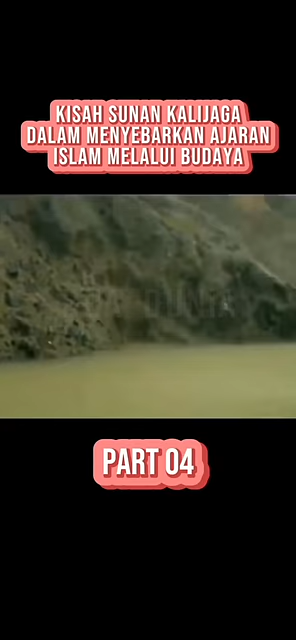 KISAH SUNAN KALIJAGA
DALAM MENYEBARKAN AJARAN
ISLAM MELALUI BUDAYA
PART 04